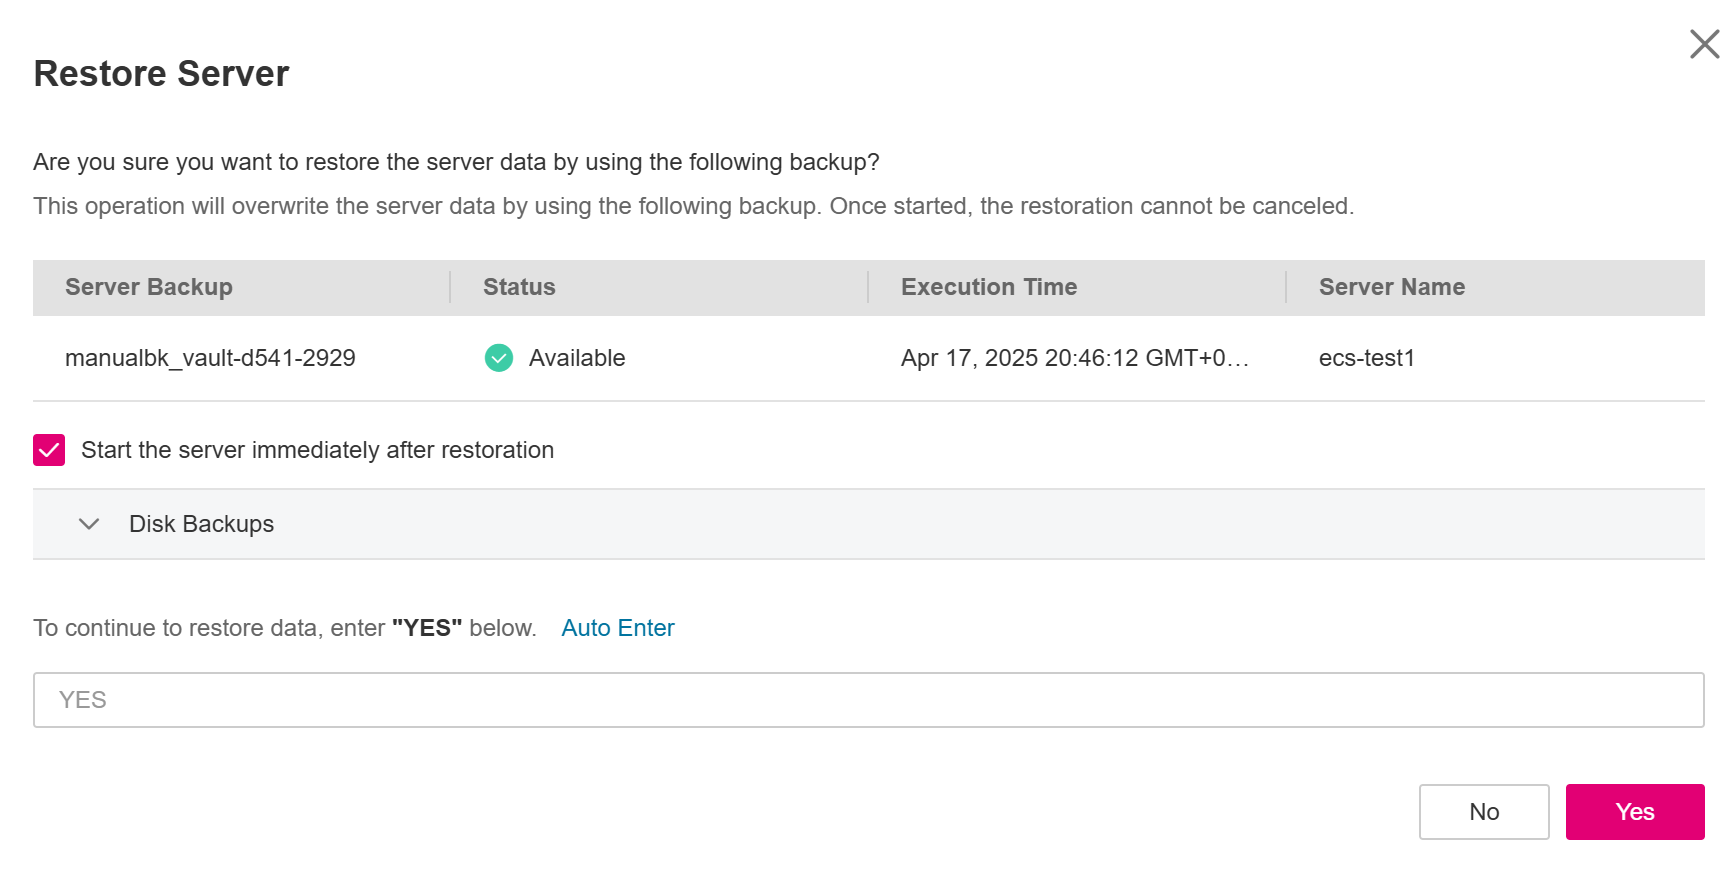 Restore Server
Are you sure you want to restore the server data by using the following backup?
This operation will overwrite the server data by using the following backup. Once started, the restoration cannot be canceled.
Server Backup Status Execution Time Server Name
manualbk_vault-d541-2929 Available Apr 17, 2025 20:46:12 GMT+0… ecs-test1
Start the server immediately after restoration
Disk Backups
To continue to restore data, enter "YES" below. Auto Enter
YES
No Yes